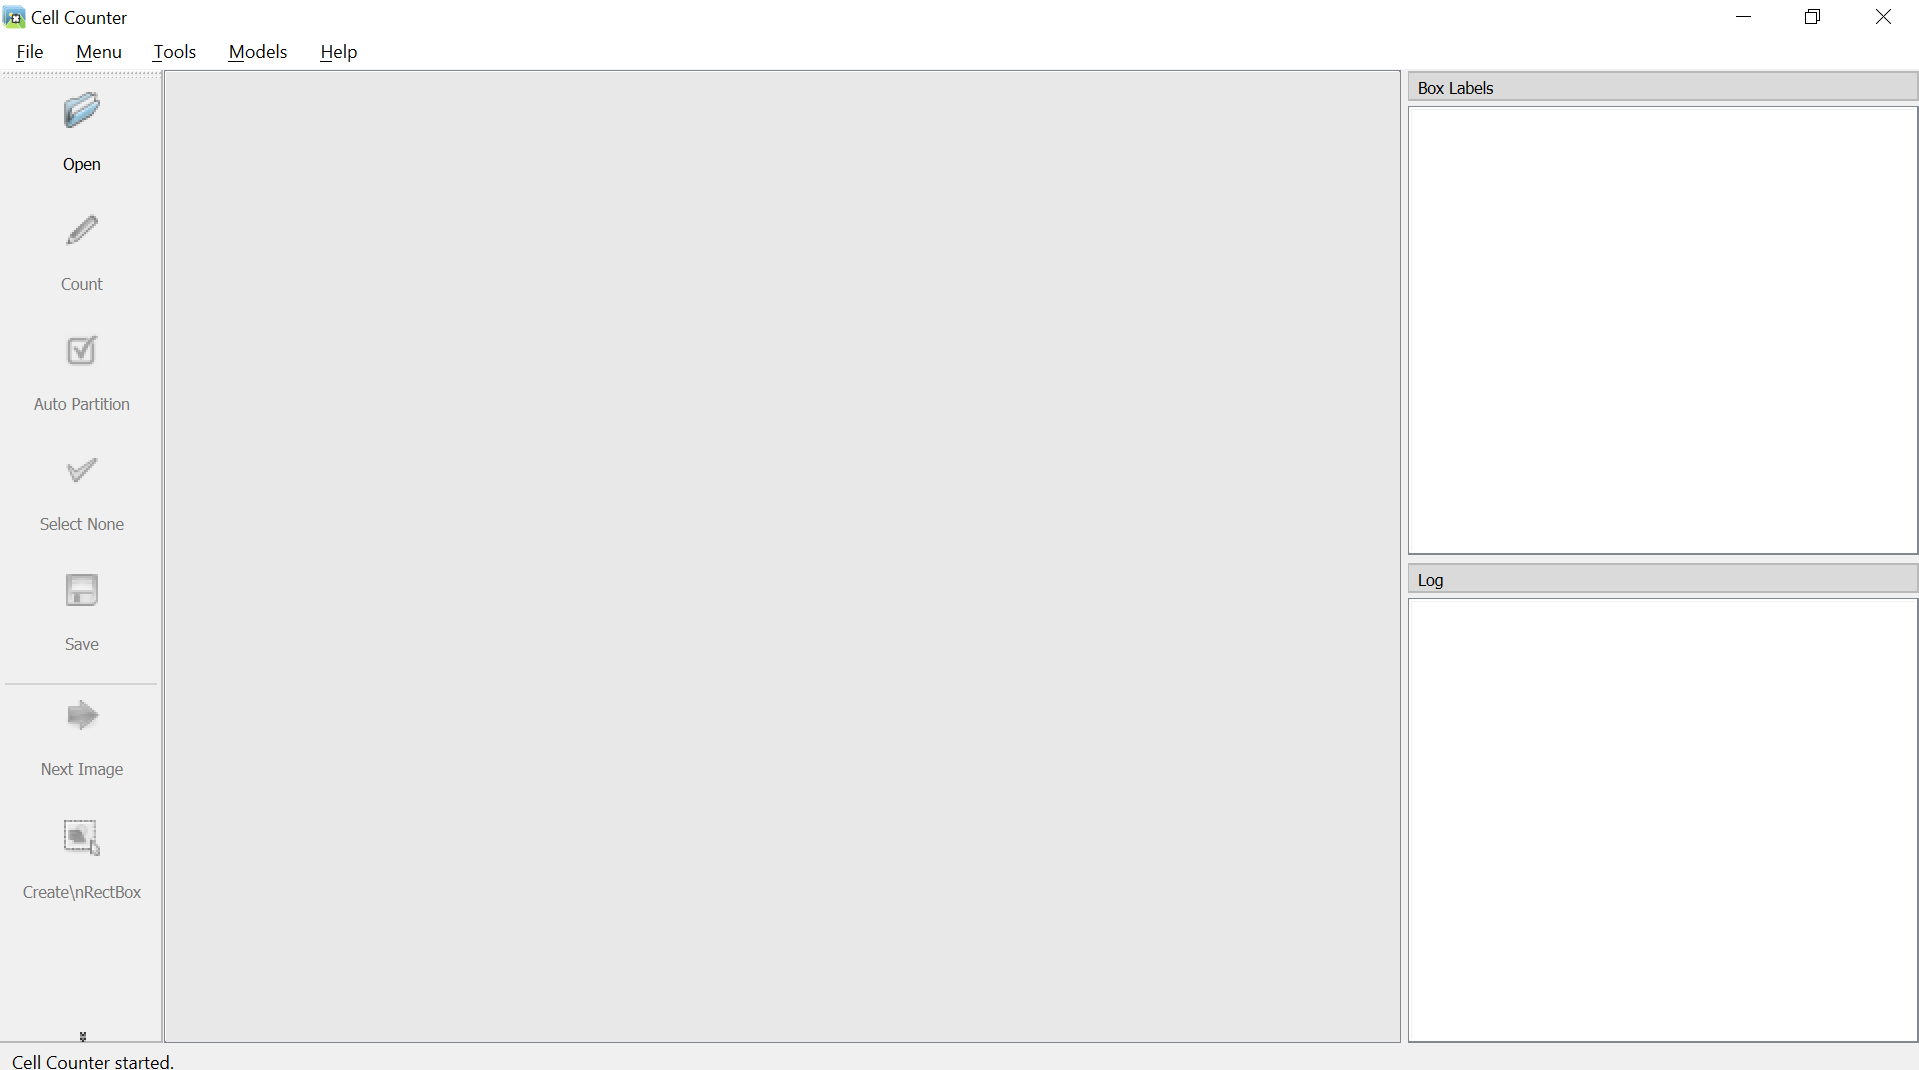 Cell Counter
File Menu Tools Models Help
Open
Count
Auto Partition
Select None
Save
Next Image
Create\nRectBox
Box Labels
Log
Cell Counter started.